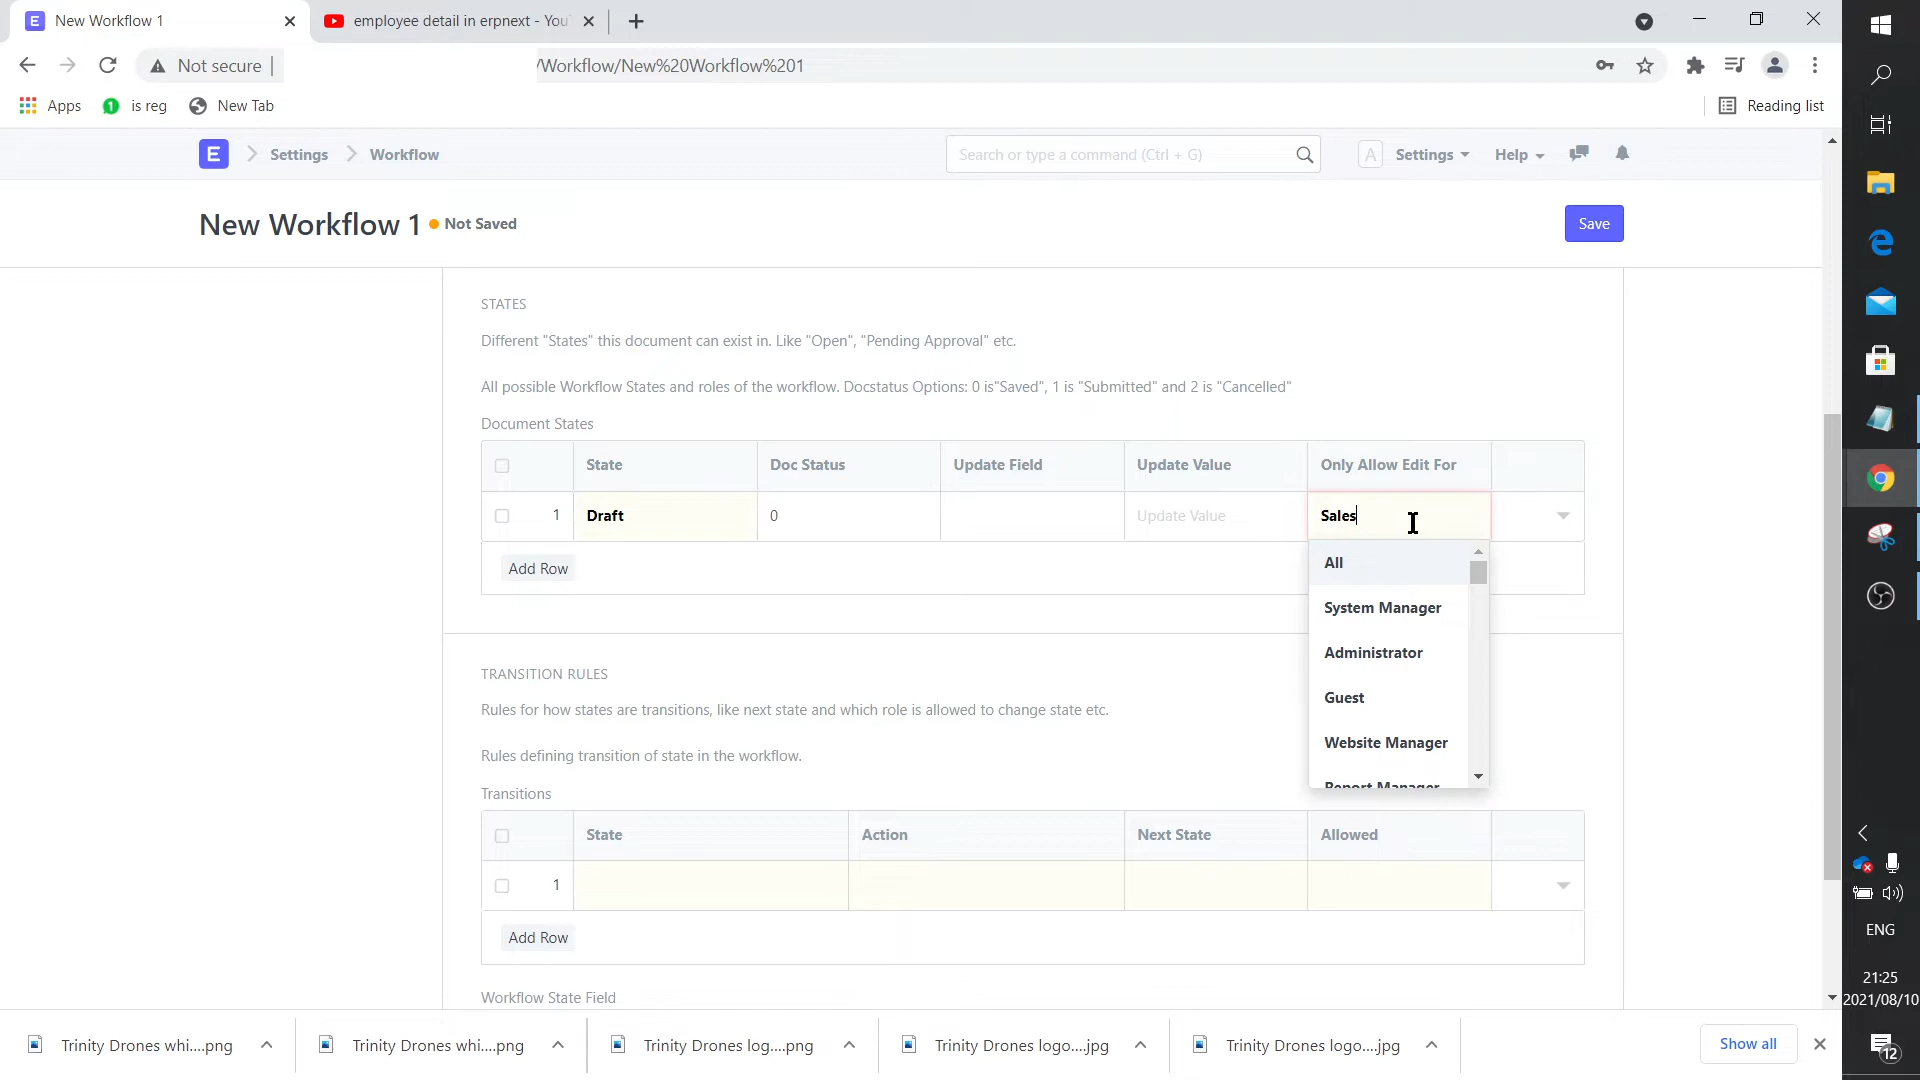 New Workflow 1
employee detail in erpnext - You
Not secure
/Workflow/New%20Workflow%201
Apps
is reg
New Tab
Reading list
E
Settings
Workflow
Search or type a command (Ctrl + G)
A
Settings
Help
New Workflow 1
Not Saved
Save
STATES
Different "States" this document can exist in. Like "Open", "Pending Approval" etc.
All possible Workflow States and roles of the workflow. Docstatus Options: 0 is"Saved", 1 is "Submitted" and 2 is "Cancelled"
Document States
State
Doc Status
Update Field
Update Value
Only Allow Edit For
1
Draft
0
Update Value
Sales
Add Row
All
System Manager
Administrator
Guest
Website Manager
Report Manager
TRANSITION RULES
Rules for how states are transitions, like next state and which role is allowed to change state etc.
Rules defining transition of state in the workflow.
Transitions
State
Action
Next State
Allowed
1
Add Row
Workflow State Field
Trinity Drones whi....png
Trinity Drones whi....png
Trinity Drones log....png
Trinity Drones logo....jpg
Trinity Drones logo....jpg
Show all
ENG
21:25
2021/08/10
12